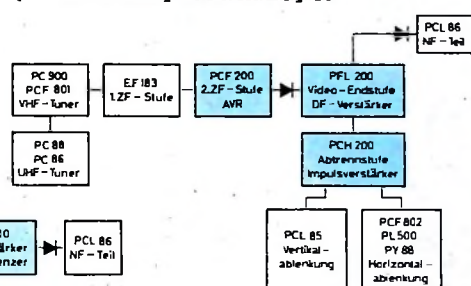 PCL 86
NF-Teil
PC 900
PCF 801
VHF-Tuner
EF 183
1.ZF-Stufe
PCF 200
2.ZF-Stufe
AVR
PFL 200
Video-Endstufe
DF-Verstärker
PC 88
PC 86
UHF-Tuner
PCH 200
Abtrennstufe
Impulsverstärker
PCL 86
NF-Teil
PCL 85
Vertikal-
ablenkung
PCF 802
PL 500
PY 88
Horizontal-
ablenkung